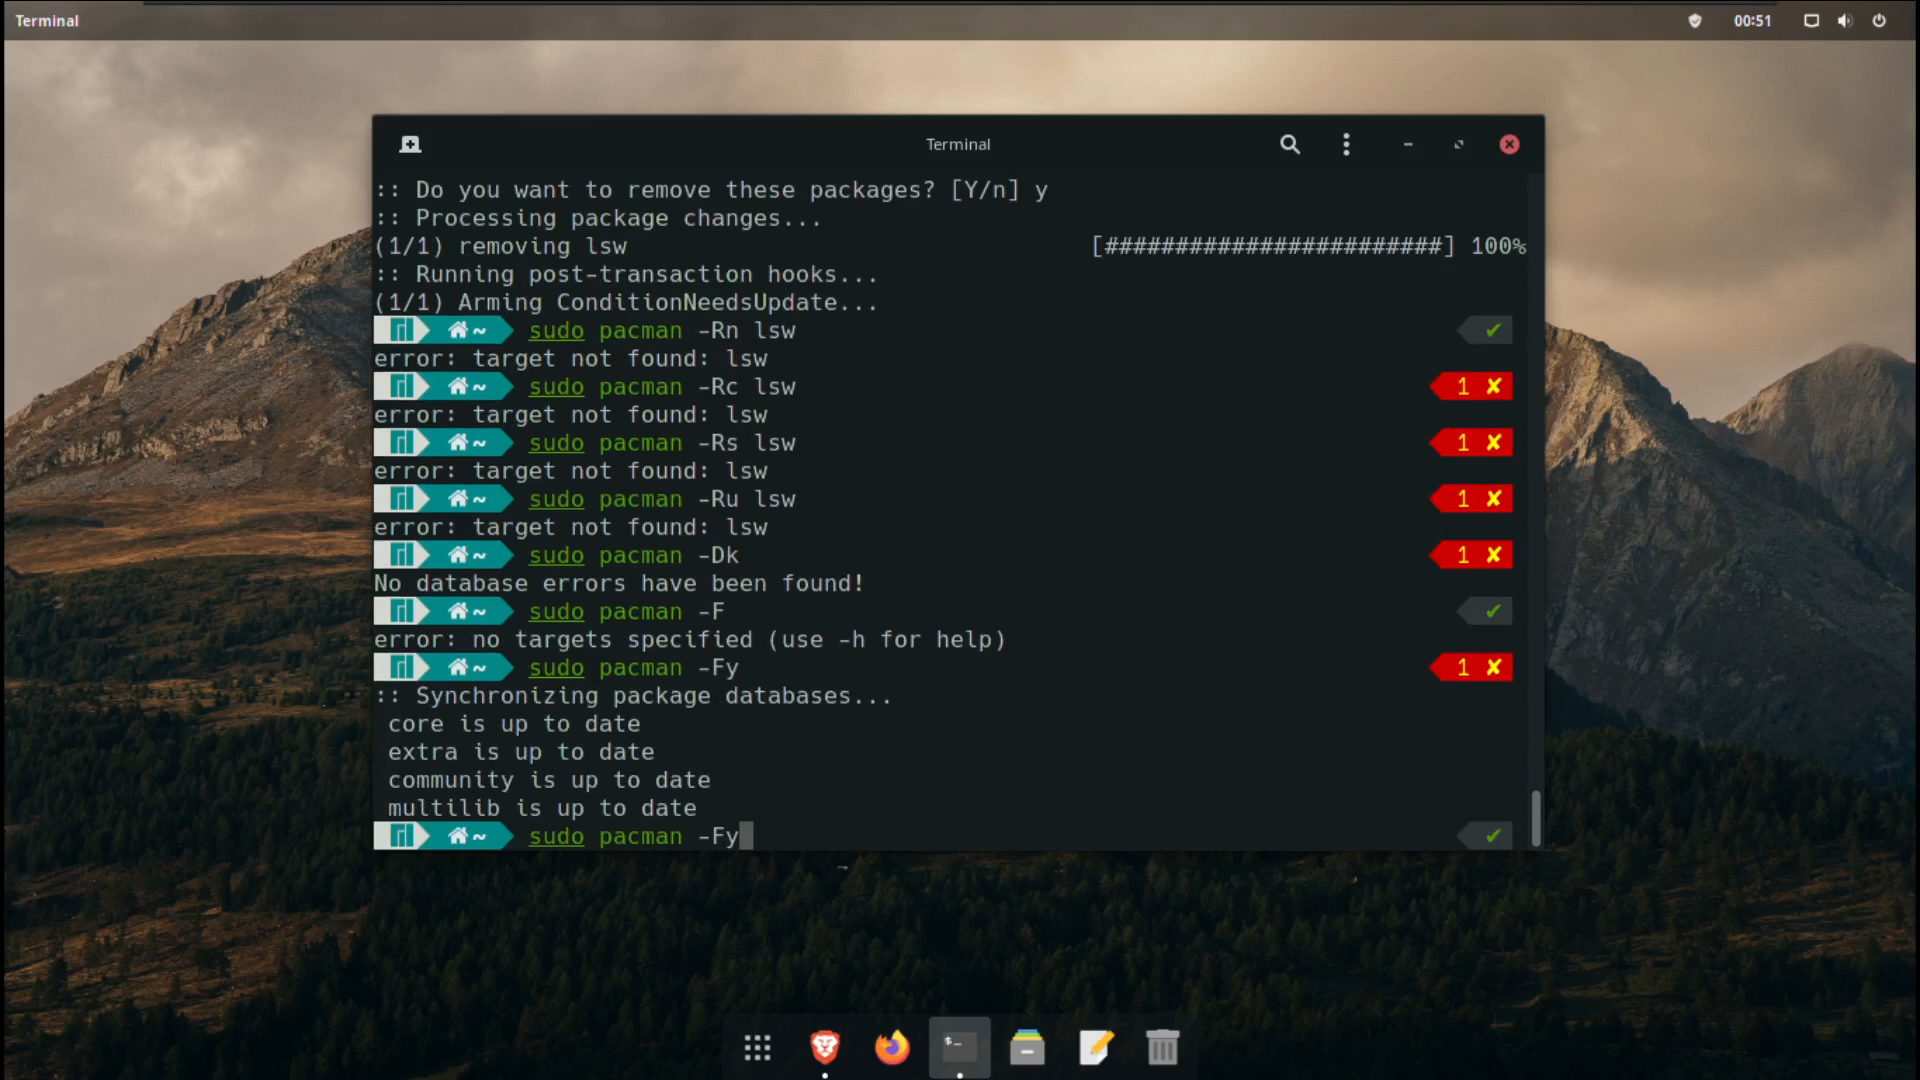 Terminal
00:51
Terminal
:: Do you want to remove these packages? [Y/n] y
:: Processing package changes...
(1/1) removing lsw [########################] 100%
:: Running post-transaction hooks...
(1/1) Arming ConditionNeedsUpdate...
~ sudo pacman -Rn lsw ✔
error: target not found: lsw
~ sudo pacman -Rc lsw 1 ✘
error: target not found: lsw
~ sudo pacman -Rs lsw 1 ✘
error: target not found: lsw
~ sudo pacman -Ru lsw 1 ✘
error: target not found: lsw
~ sudo pacman -Dk 1 ✘
No database errors have been found!
~ sudo pacman -F ✔
error: no targets specified (use -h for help)
~ sudo pacman -Fy 1 ✘
:: Synchronizing package databases...
core is up to date
extra is up to date
community is up to date
multilib is up to date
~ sudo pacman -Fy ✔
$_